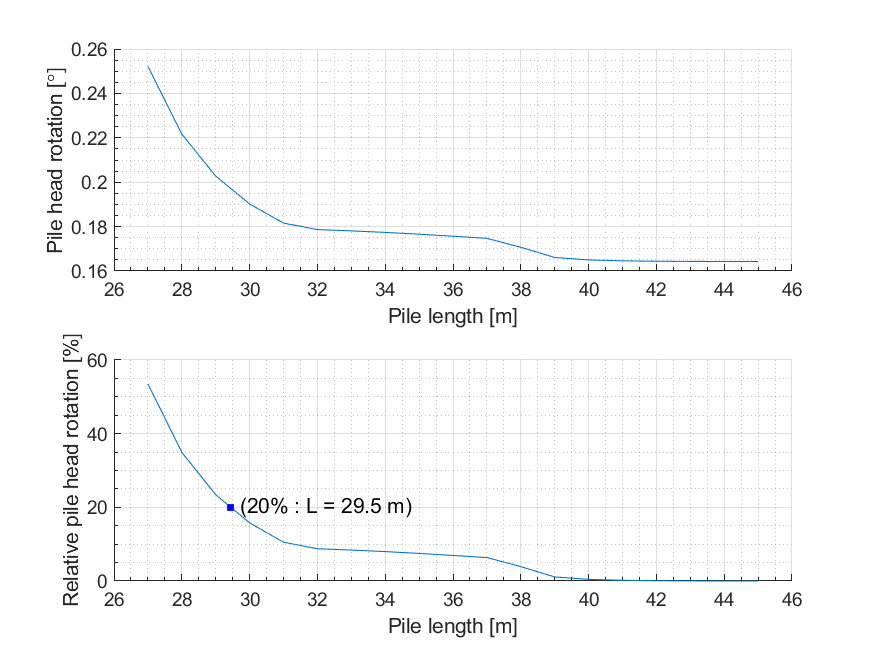 0.26
0.24
0.22
0.2
0.18
0.16
Pile head rotation [°]
26 28 30 32 34 36 38 40 42 44 46
Pile length [m]
60
40
20
0
Relative pile head rotation [%]
(20% : L = 29.5 m)
26 28 30 32 34 36 38 40 42 44 46
Pile length [m]